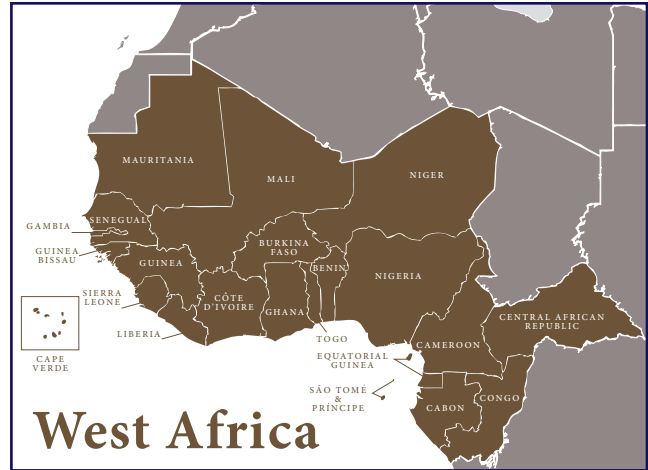 MAURITANIA
MALI
NIGER
SENEGUAL
GAMBIA
GUINEA
BISSAU
GUINEA
BURKINA
FASO
BENIN
NIGERIA
SIERRA
LEONE
CÔTE
D'IVOIRE
GHANA
LIBERIA
TOGO
CENTRAL AFRICAN
REPUBLIC
CAMEROON
EQUATORIAL
GUINEA
CAPE
VERDE
SÃO TOMÉ
&
PRÍNCIPE
CABON
CONGO
West Africa